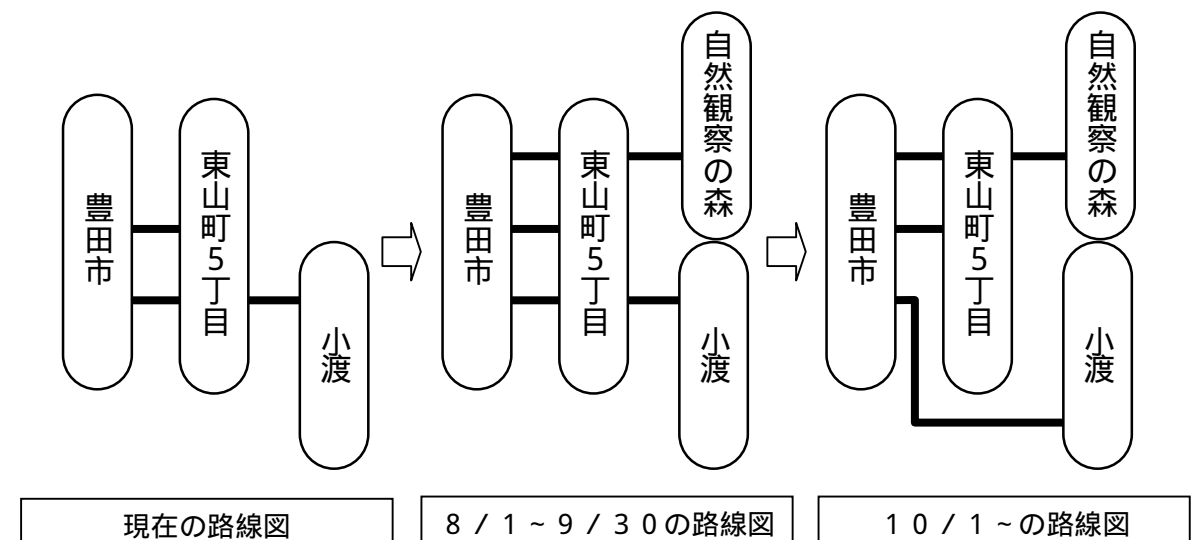 豊田市
東山町５丁目
小渡
豊田市
東山町５丁目
自然観察の森
小渡
豊田市
東山町５丁目
自然観察の森
小渡
現在の路線図
８／１～９／３０の路線図
１０／１～の路線図